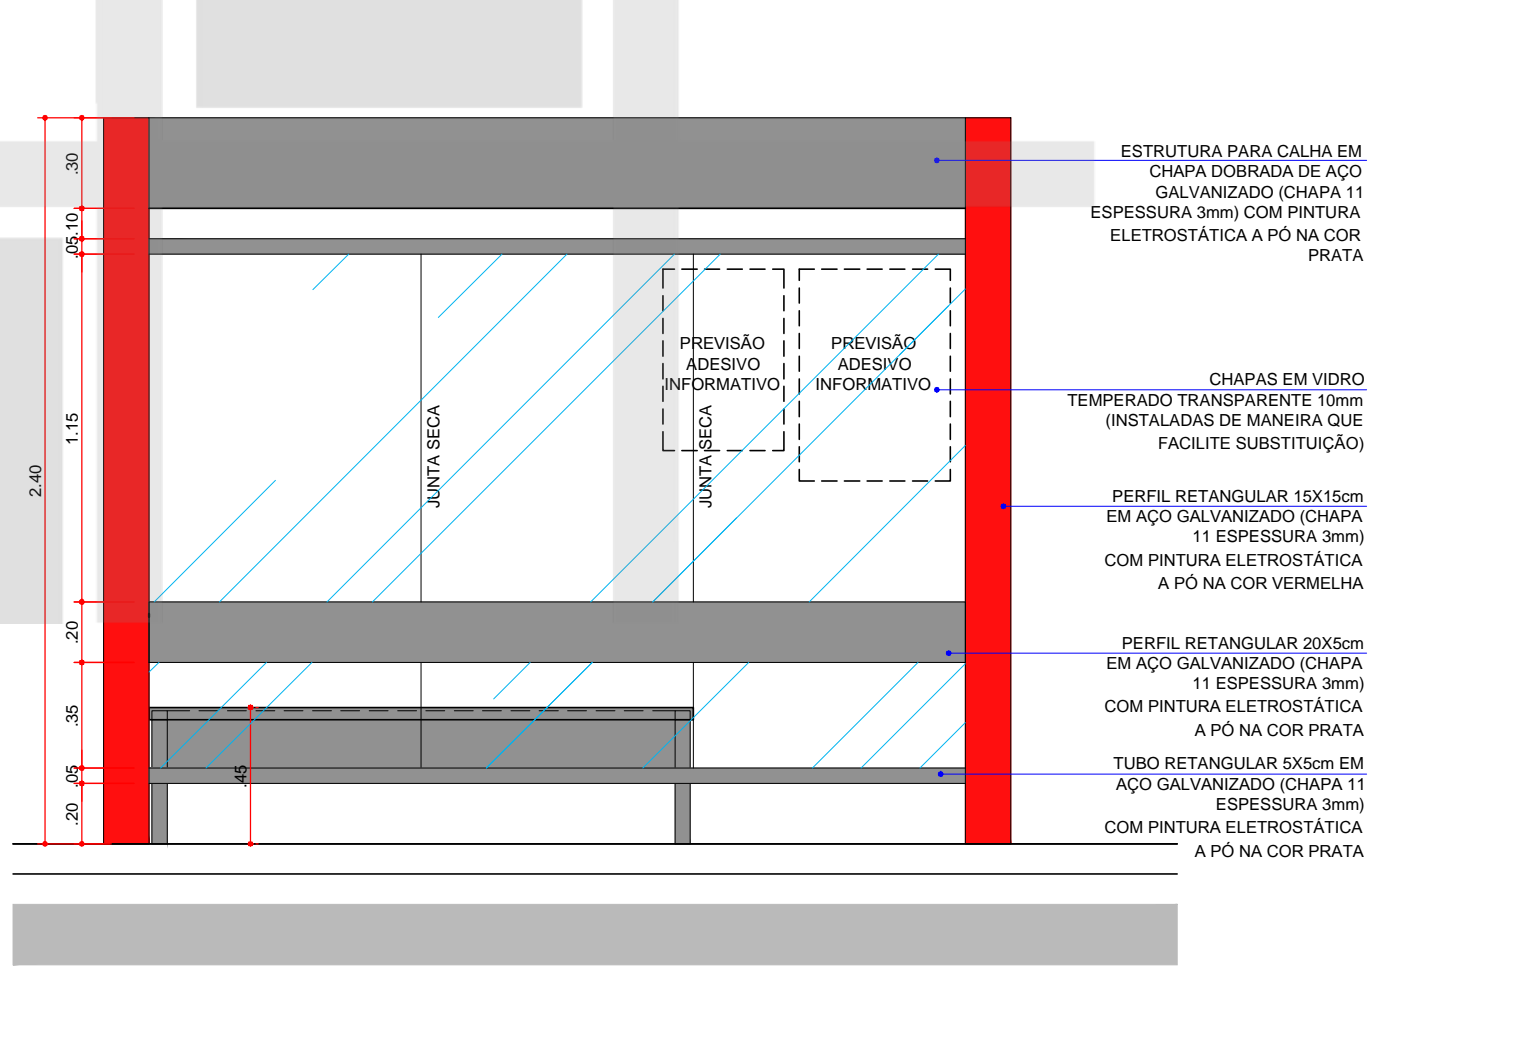 ESTRUTURA PARA CALHA EM
CHAPA DOBRADA DE AÇO
GALVANIZADO (CHAPA 11
ESPESSURA 3mm) COM PINTURA
ELETROSTÁTICA A PÓ NA COR
PRATA
CHAPAS EM VIDRO
TEMPERADO TRANSPARENTE 10mm
(INSTALADAS DE MANEIRA QUE
FACILITE SUBSTITUIÇÃO)
PERFIL RETANGULAR 15X15cm
EM AÇO GALVANIZADO (CHAPA
11 ESPESSURA 3mm)
COM PINTURA ELETROSTÁTICA
A PÓ NA COR VERMELHA
PERFIL RETANGULAR 20X5cm
EM AÇO GALVANIZADO (CHAPA
11 ESPESSURA 3mm)
COM PINTURA ELETROSTÁTICA
A PÓ NA COR PRATA
TUBO RETANGULAR 5X5cm EM
AÇO GALVANIZADO (CHAPA 11
ESPESSURA 3mm)
COM PINTURA ELETROSTÁTICA
A PÓ NA COR PRATA
PREVISÃO
ADESIVO
INFORMATIVO
PREVISÃO
ADESIVO
INFORMATIVO
JUNTA SECA
JUNTA SECA
2.40
.30
.10
.05
1.15
.20
.35
.05
.20
.45